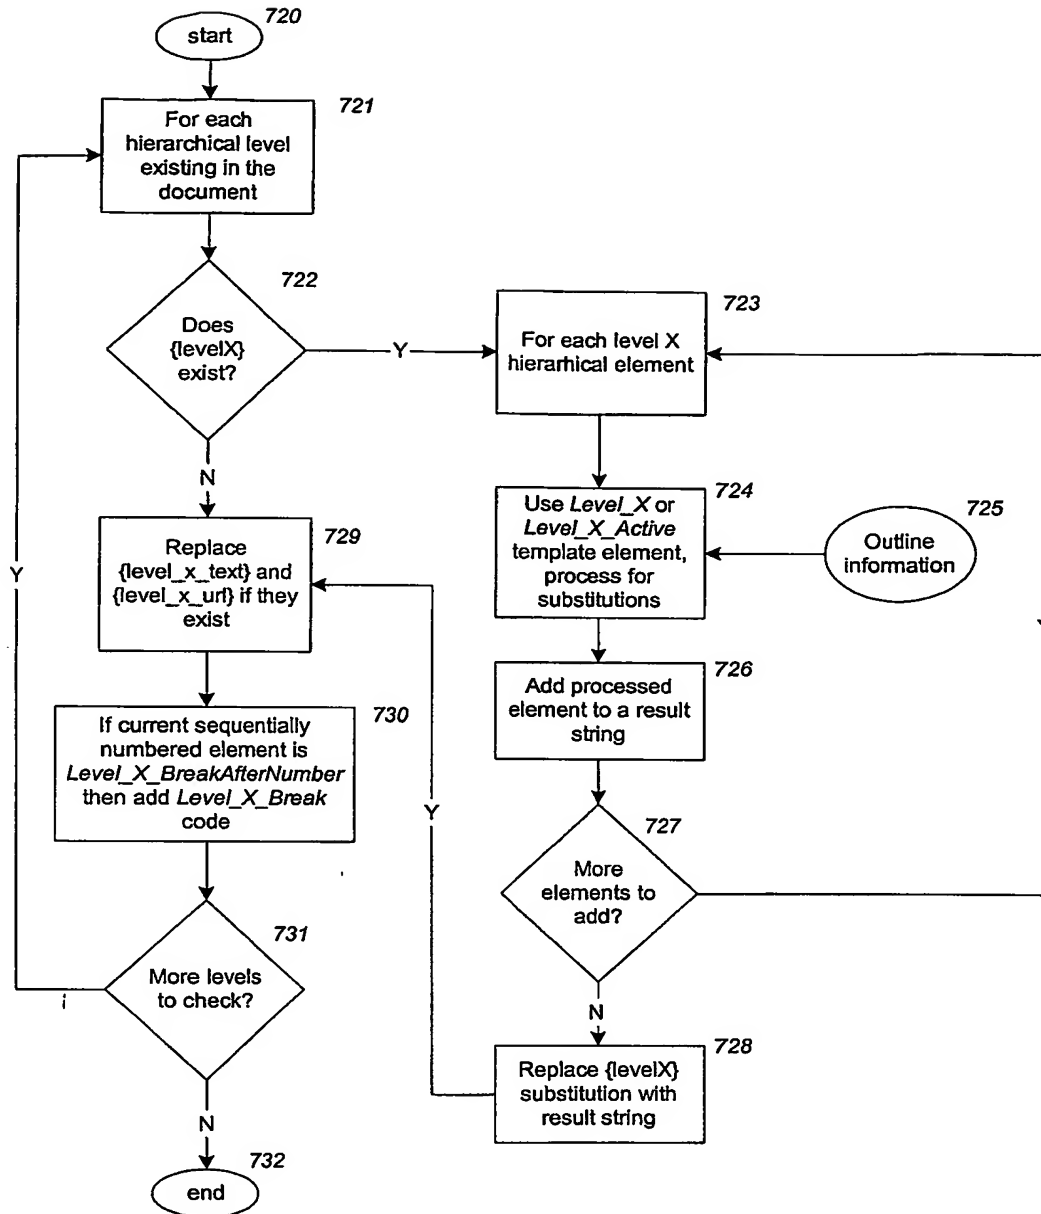 720
start
721
For each
hierarchical level
existing in the
document
722
Does
{levelX}
exist?
Y
N
723
For each level X
hierarhical element
724
Use Level_X or
Level_X_Active
template element,
process for
substitutions
725
Outline
information
726
Add processed
element to a result
string
727
More
elements to
add?
N
728
Replace {levelX}
substitution with
result string
Y
729
Replace
{level_x_text} and
{level_x_url} if they
exist
730
If current sequentially
numbered element is
Level_X_BreakAfterNumber
then add Level_X_Break
code
731
More levels
to check?
Y
N
732
end